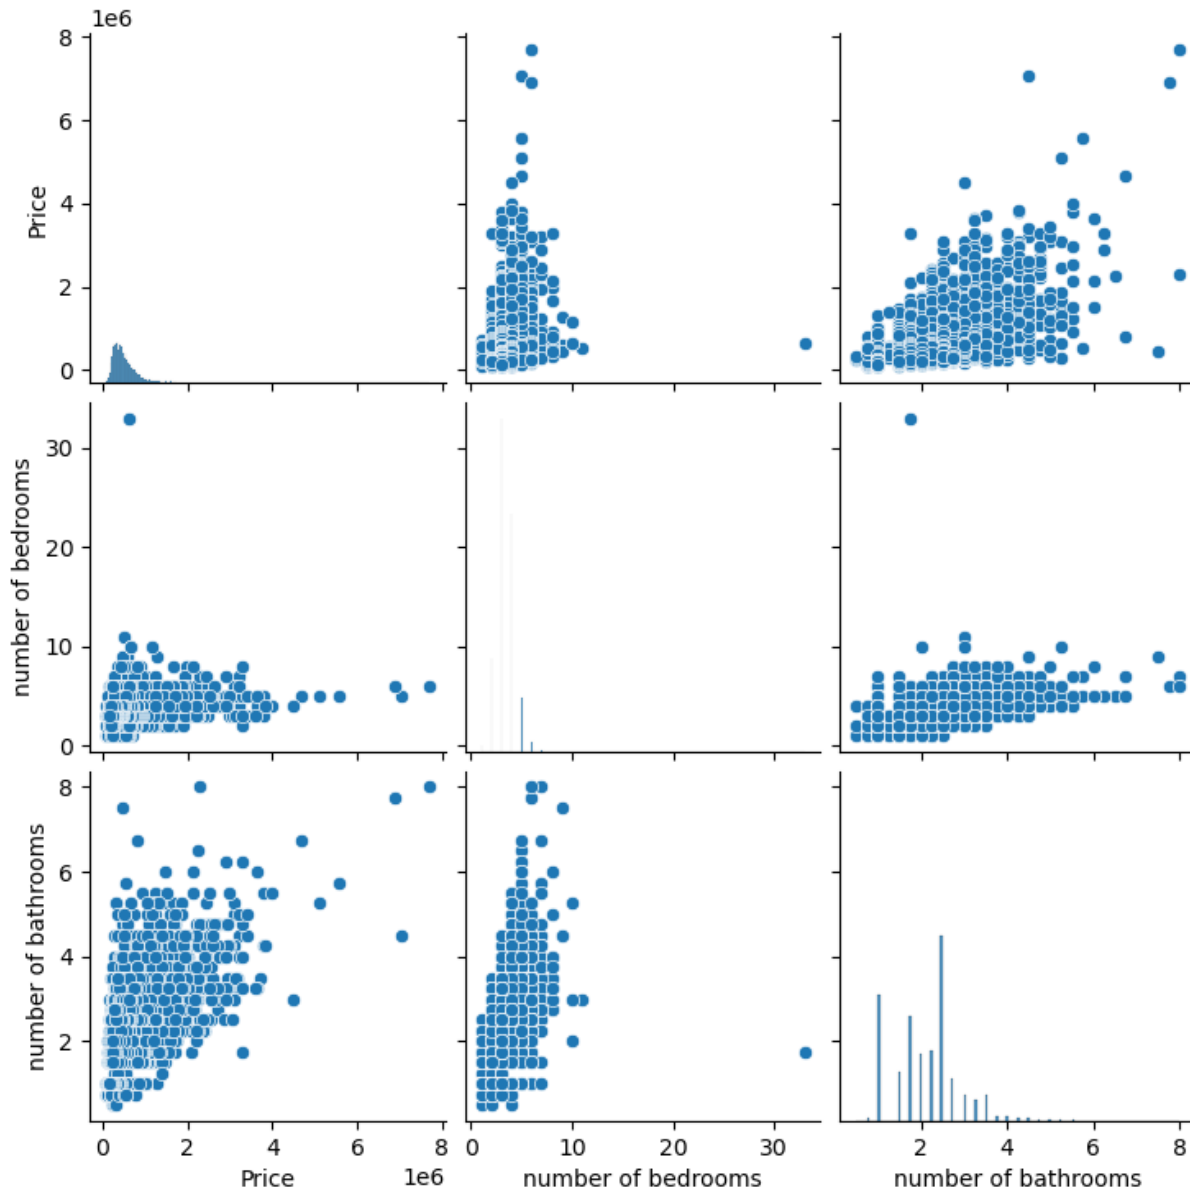 1e6
8
6
4
2
0
Price
30
20
10
0
number of bedrooms
8
6
4
2
number of bathrooms
0 2 4 6 8
0 10 20 30
2 4 6 8
Price 1e6
number of bedrooms
number of bathrooms